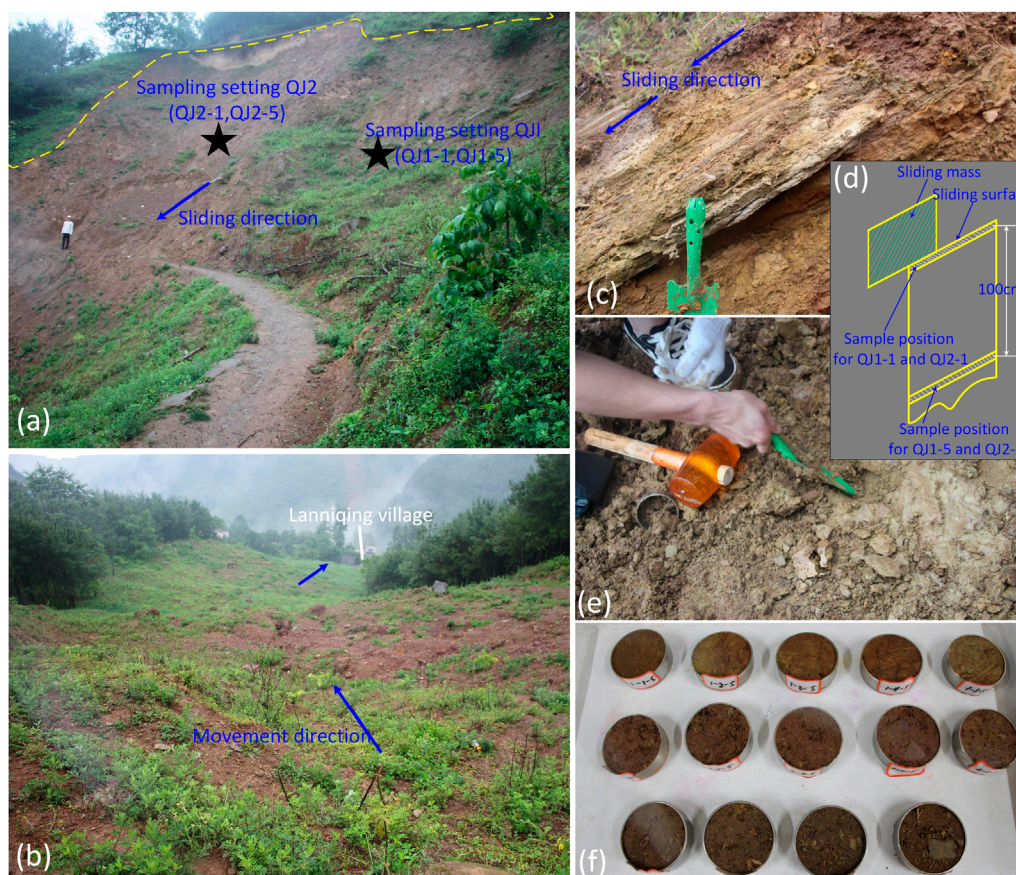 Sampling setting QJ2
(QJ2-1,QJ2-5)
Sampling setting QJI
(QJ1-1,QJ1-5)
Sliding direction
(a)
Lanniqing village
Movement direction
(b)
Sliding direction
(c)
(d)
Sliding mass
Sliding surfa
100c
Sample position
for QJ1-1 and QJ2-1
Sample position
for QJ1-5 and QJ2-
(e)
(f)